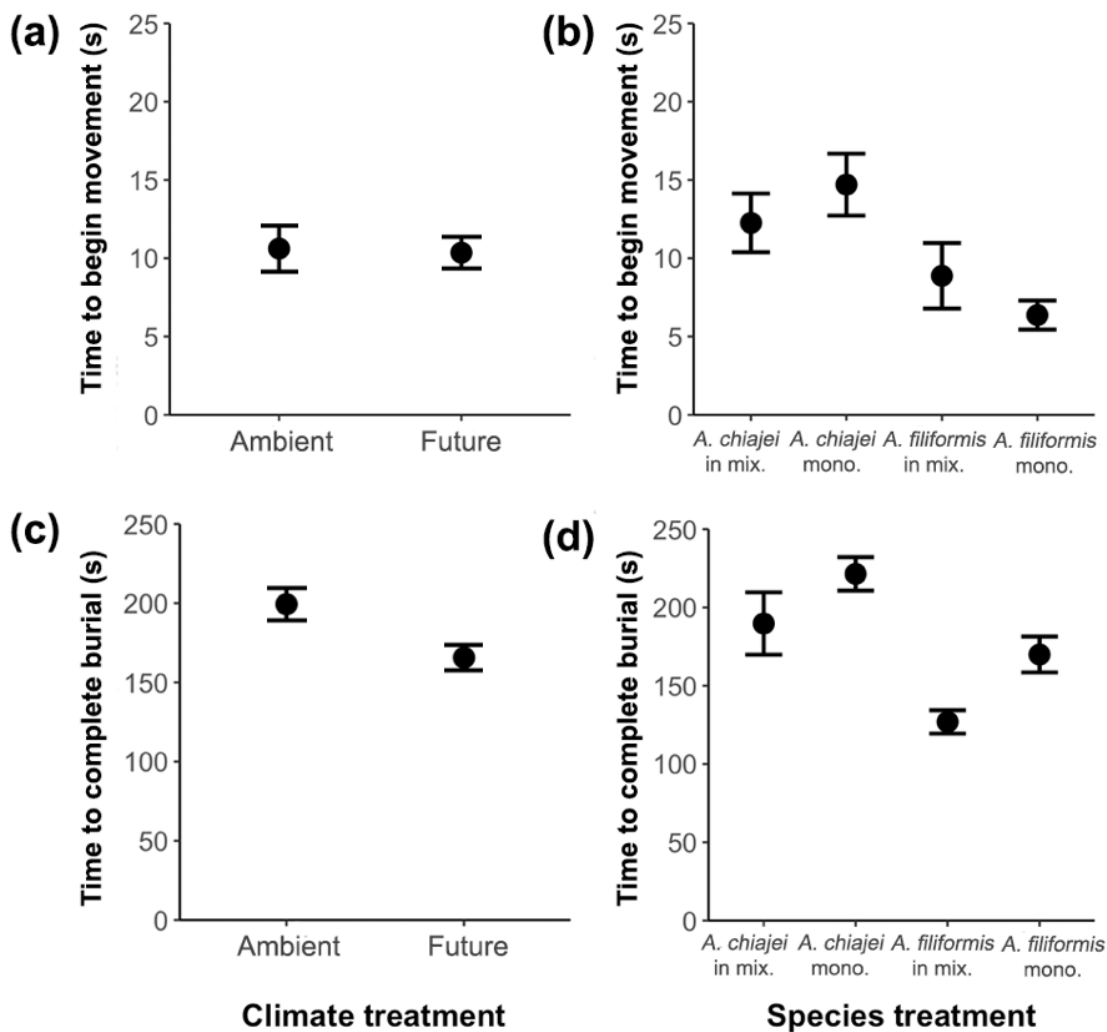 (a)
Time to begin movement (s)
25
20
15
10
5
0
Ambient Future
(b)
Time to begin movement (s)
25
20
15
10
5
0
A. chiajei A. chiajei A. filiformis A. filiformis
in mix. mono. in mix. mono.
(c)
Time to complete burial (s)
250
200
150
100
50
0
Ambient Future
Climate treatment
(d)
Time to complete burial (s)
250
200
150
100
50
0
A. chiajei A. chiajei A. filiformis A. filiformis
in mix. mono. in mix. mono.
Species treatment